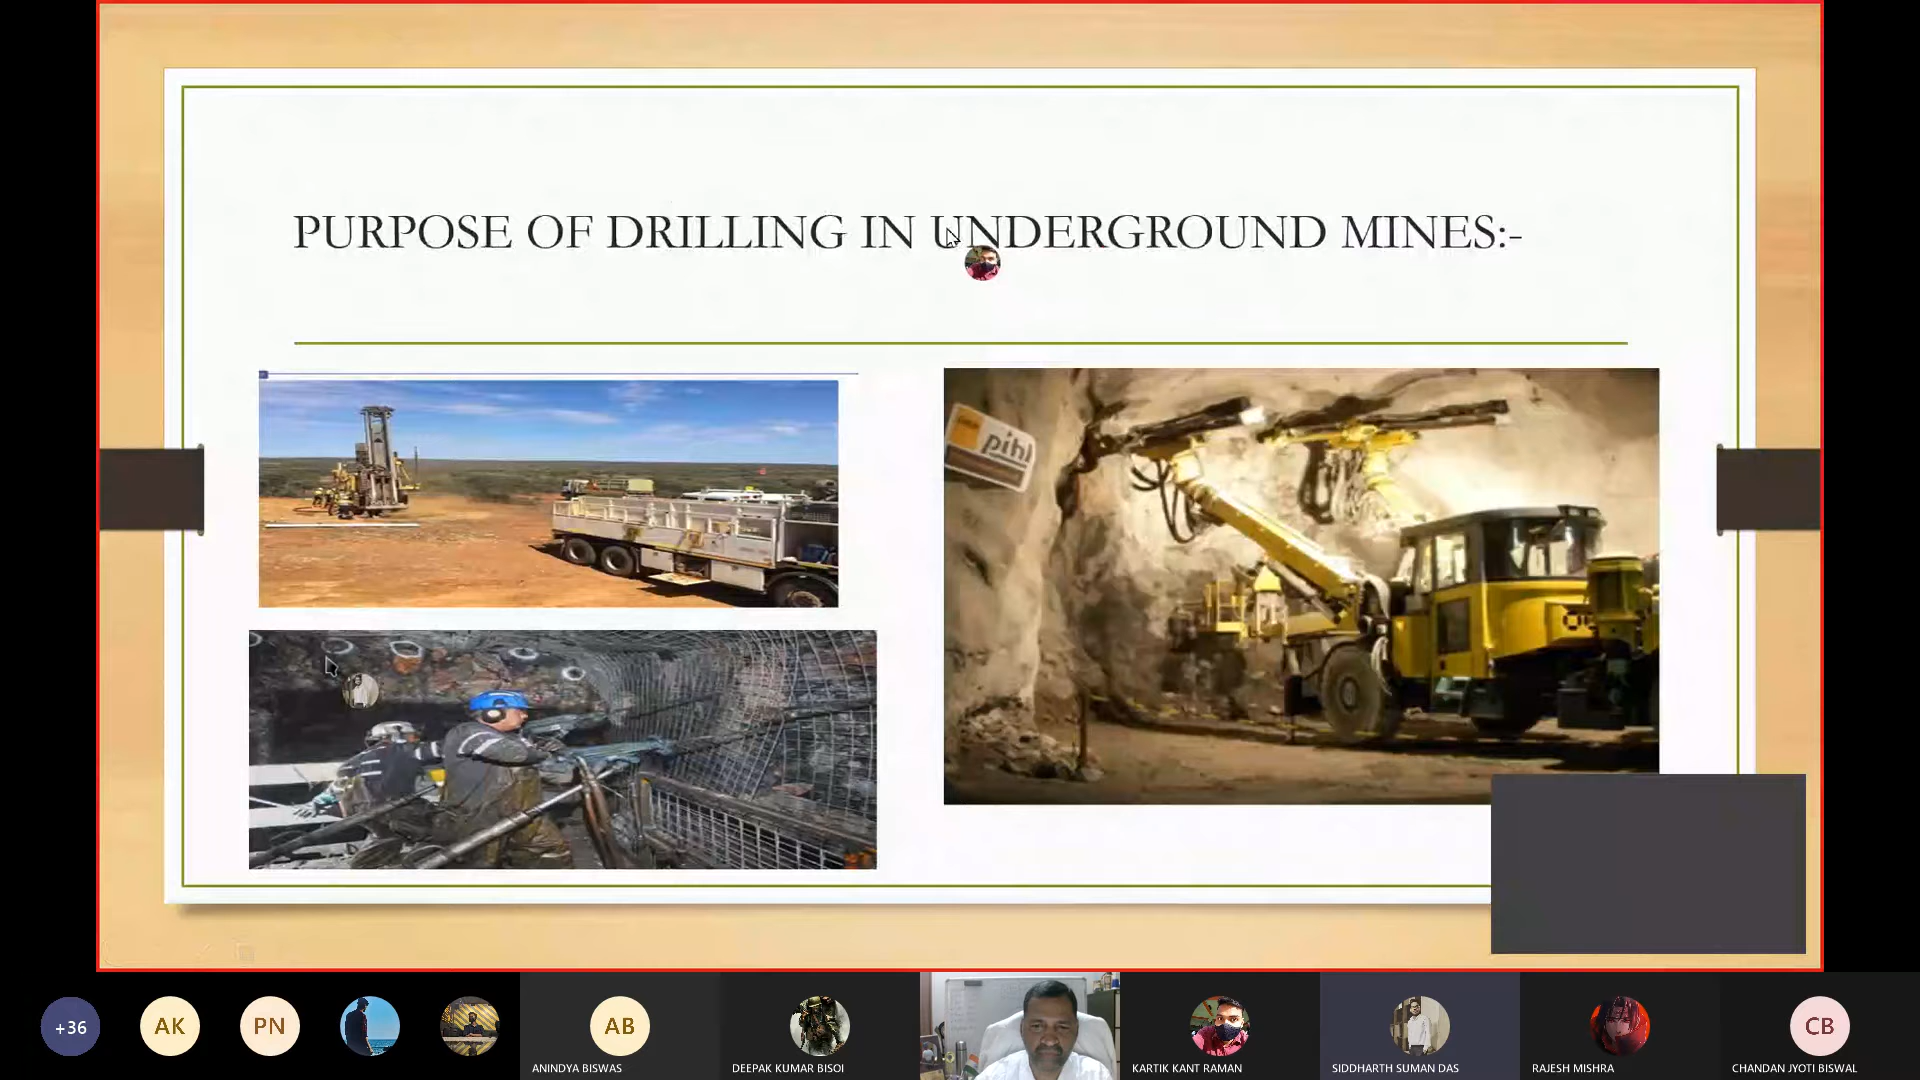 PURPOSE OF DRILLING IN UNDERGROUND MINES:-
pihl
+36
AK
PN
AB
CB
ANINDYA BISWAS
DEEPAK KUMAR BISOI
KARTIK KANT RAMAN
SIDDHARTH SUMAN DAS
RAJESH MISHRA
CHANDAN JYOTI BISWAL